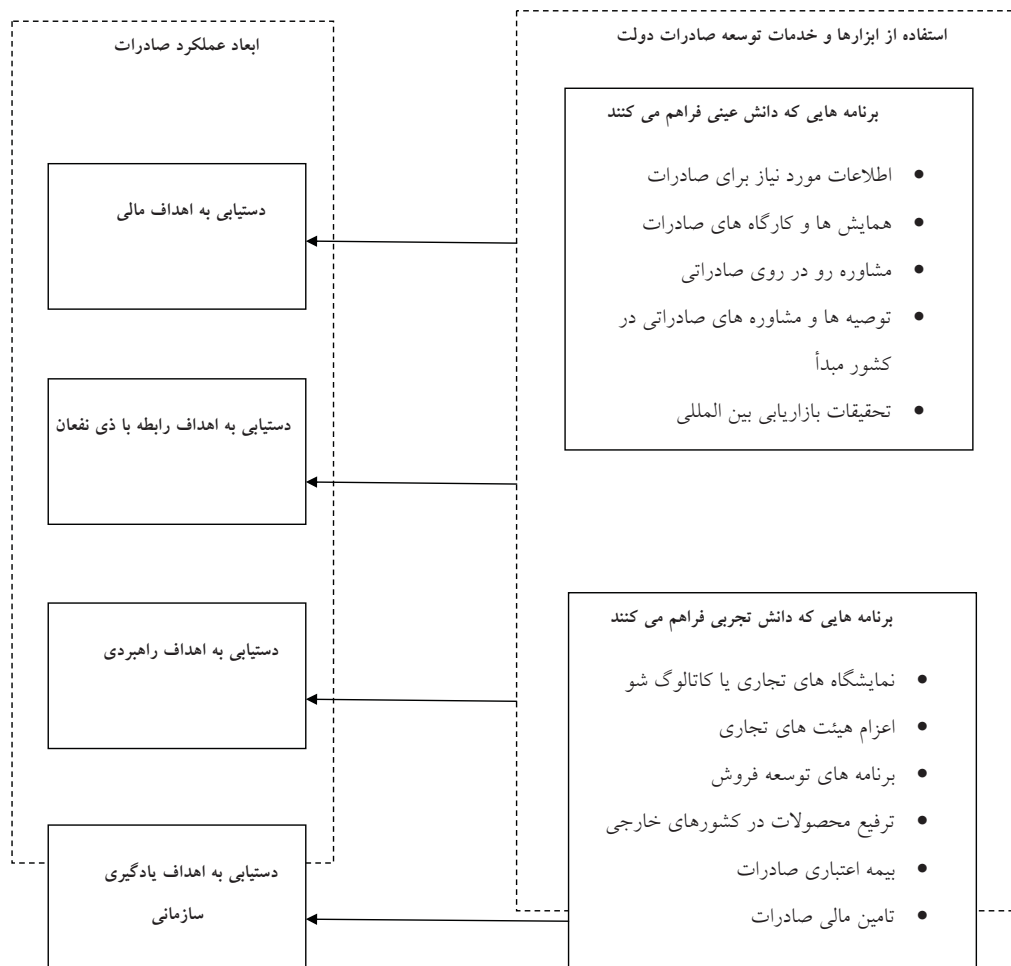 استفاده از ابزارها و خدمات توسعه صادرات دولت
برنامه هایی که دانش عینی فراهم می کنند
• اطلاعات مورد نیاز برای صادرات
• همایش ها و کارگاه های صادرات
• مشاوره رو در روی صادراتی
• توصیه ها و مشاوره های صادراتی در
کشور مبدأ
• تحقیقات بازاریابی بین المللی
برنامه هایی که دانش تجربی فراهم می کنند
• نمایشگاه های تجاری یا کاتالوگ شو
• اعزام هیئت های تجاری
• برنامه های توسعه فروش
• ترفیع محصولات در کشورهای خارجی
• بیمه اعتباری صادرات
• تامین مالی صادرات
ابعاد عملکرد صادرات
دستیابی به اهداف مالی
دستیابی به اهداف رابطه با ذی نفعان
دستیابی به اهداف راهبردی
دستیابی به اهداف یادگیری
سازمانی